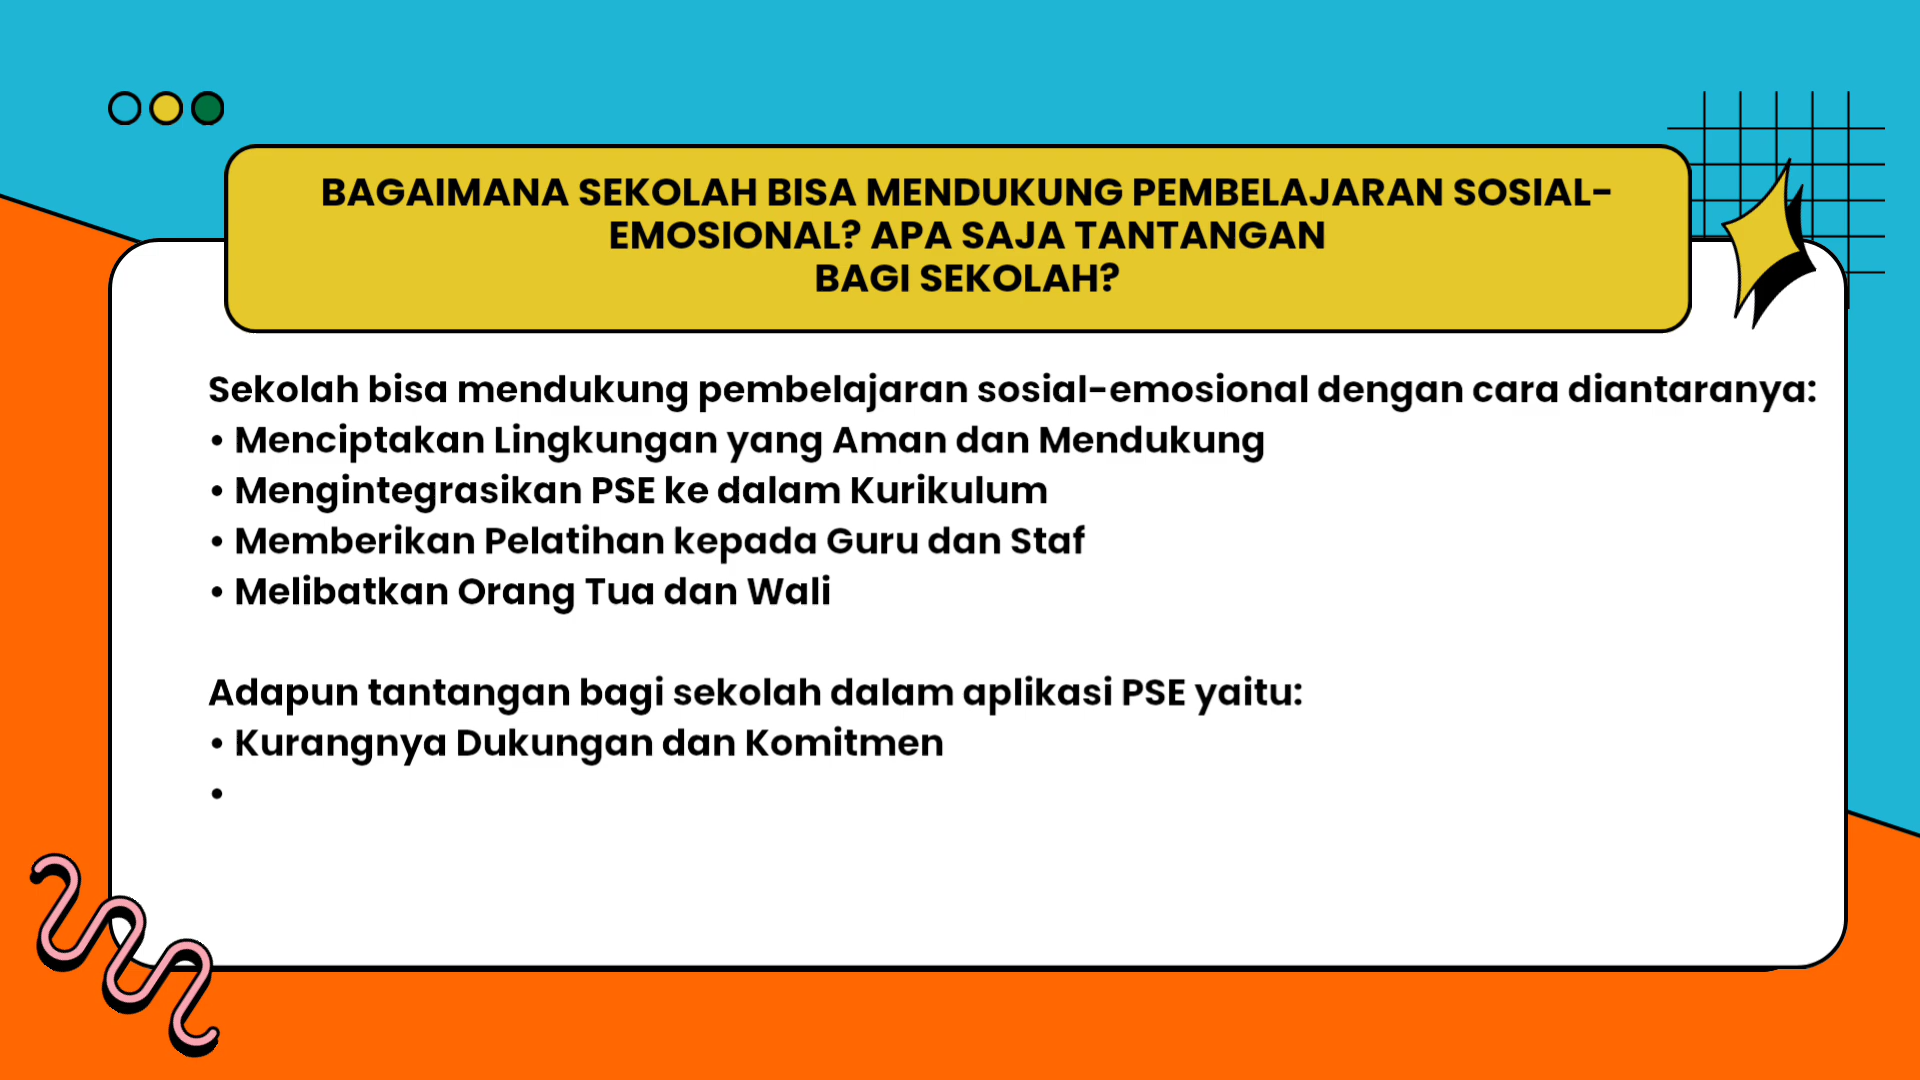 BAGAIMANA SEKOLAH BISA MENDUKUNG PEMBELAJARAN SOSIAL-
EMOSIONAL? APA SAJA TANTANGAN
BAGI SEKOLAH?
Sekolah bisa mendukung pembelajaran sosial-emosional dengan cara diantaranya:
• Menciptakan Lingkungan yang Aman dan Mendukung
• Mengintegrasikan PSE ke dalam Kurikulum
• Memberikan Pelatihan kepada Guru dan Staf
• Melibatkan Orang Tua dan Wali
Adapun tantangan bagi sekolah dalam aplikasi PSE yaitu:
• Kurangnya Dukungan dan Komitmen
•